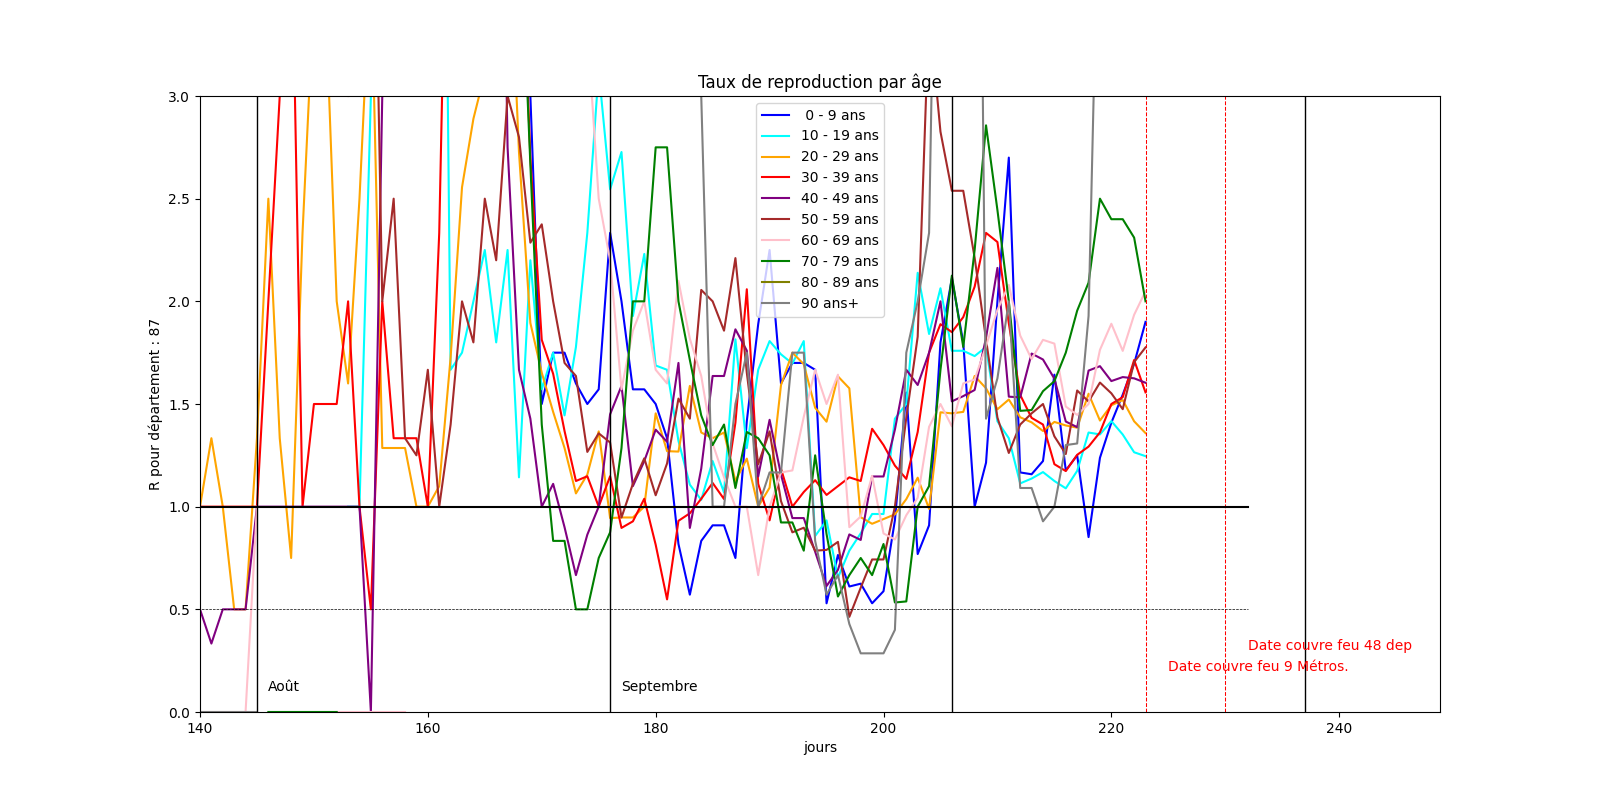 Taux de reproduction par âge
3.0
2.5
2.0
1.5
1.0
0.5
0.0
R pour département : 87
0 - 9 ans
10 - 19 ans
20 - 29 ans
30 - 39 ans
40 - 49 ans
50 - 59 ans
60 - 69 ans
70 - 79 ans
80 - 89 ans
90 ans+
Date couvre feu 48 dep
Date couvre feu 9 Métros.
Août
Septembre
140
160
180
200
220
240
jours